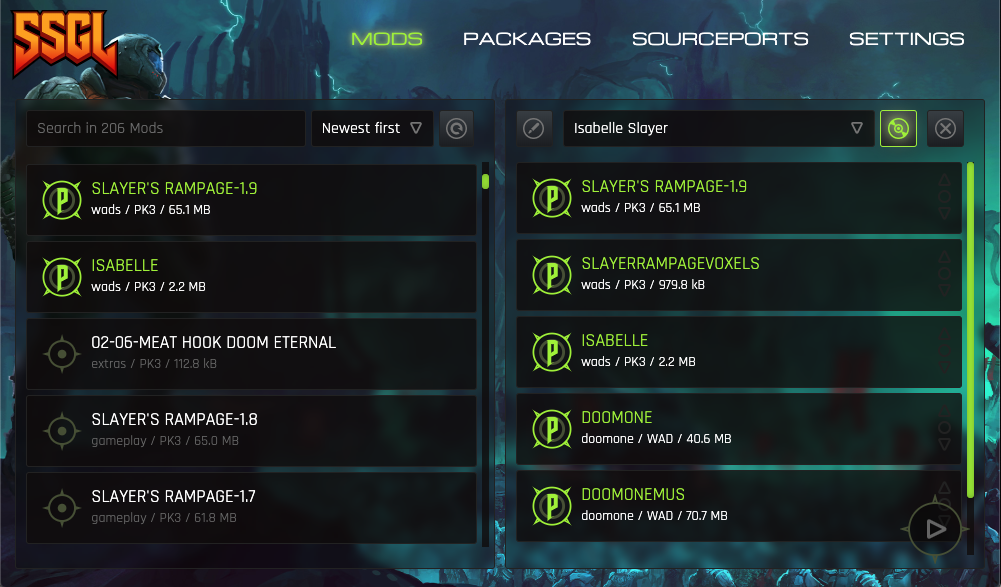 SSGL
MODS
PACKAGES
SOURCEPORTS
SETTINGS
Search in 206 Mods
Newest first
Isabelle Slayer
SLAYER'S RAMPAGE-1.9
wads / PK3 / 65.1 MB
ISABELLE
wads / PK3 / 2.2 MB
02-06-MEAT HOOK DOOM ETERNAL
extras / PK3 / 112.8 kB
SLAYER'S RAMPAGE-1.8
gameplay / PK3 / 65.0 MB
SLAYER'S RAMPAGE-1.7
gameplay / PK3 / 61.8 MB
SLAYER'S RAMPAGE-1.9
wads / PK3 / 65.1 MB
SLAYERRAMPAGEVOXELS
wads / PK3 / 979.8 kB
ISABELLE
wads / PK3 / 2.2 MB
DOOMONE
doomone / WAD / 40.6 MB
DOOMONEMUS
doomone / WAD / 70.7 MB